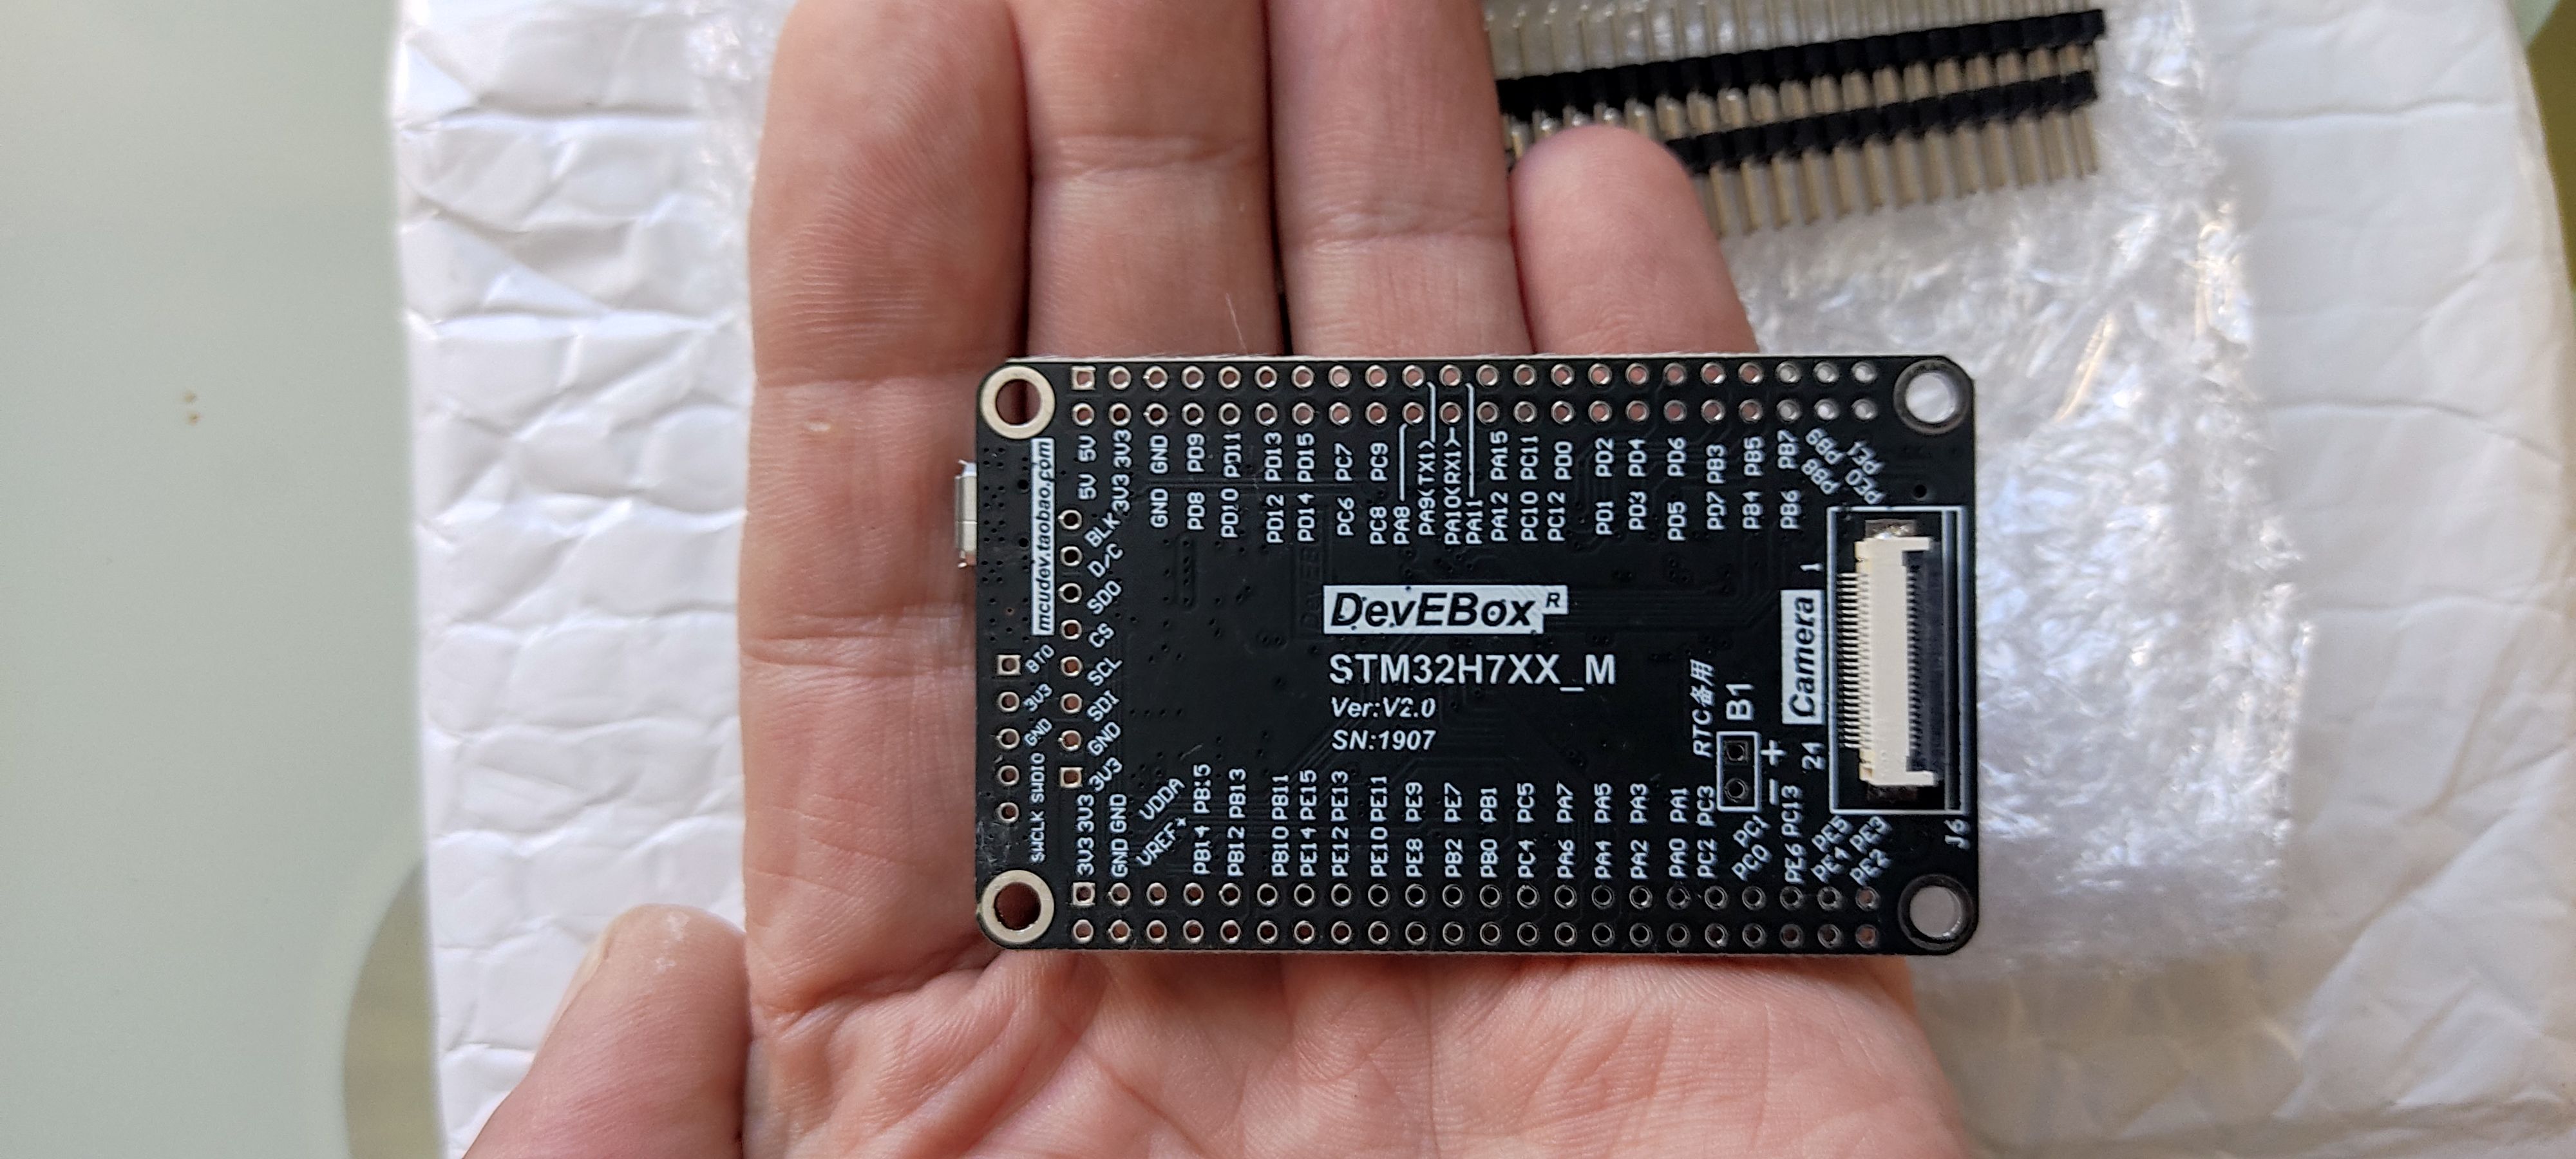 5V 5V
3V3 3V3
GND GND
PD8 PD9
PD10 PD11
PD12 PD13
PD14 PD15
PC6 PC7
PC8 PC9
PA8
PA9(TX1)
PA10(RX1)
PA11
PA12 PA15
PC10 PC11
PC12 PD0
PD1 PD2
PD3 PD4
PD5 PD6
PD7 PB3
PB4 PB5
PB6 PB7
PB8 PB9
PE0 PE1
mcudev.taobao.com
BLK
D/C
SDO
CS
SCL
SDI
GND
3V3
BT0
3V3
GND
SWDIO
SWCLK
DevEBox R
STM32H7XX_M
Ver:V2.0
SN:1907
RTC备用
B1
+
-
Camera
1
24
J6
3V3 3V3
GND GND
VREF+ VDDA
PB14 PB15
PB12 PB13
PB10 PB11
PE14 PE15
PE12 PE13
PE10 PE11
PE8 PE9
PB2 PE7
PB0 PB1
PC4 PC5
PA6 PA7
PA4 PA5
PA2 PA3
PA0 PA1
PC2 PC3
PC0 PC1
PE6 PC13
PE4 PE5
PE2 PE3